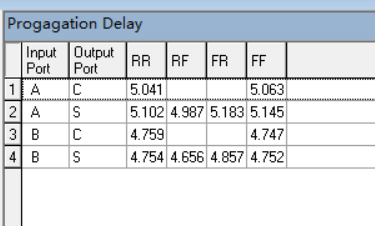 Progagation Delay
Input Port Output Port RR RF FR FF
1 A C 5.041 5.063
2 A S 5.102 4.987 5.183 5.145
3 B C 4.759 4.747
4 B S 4.754 4.656 4.857 4.752